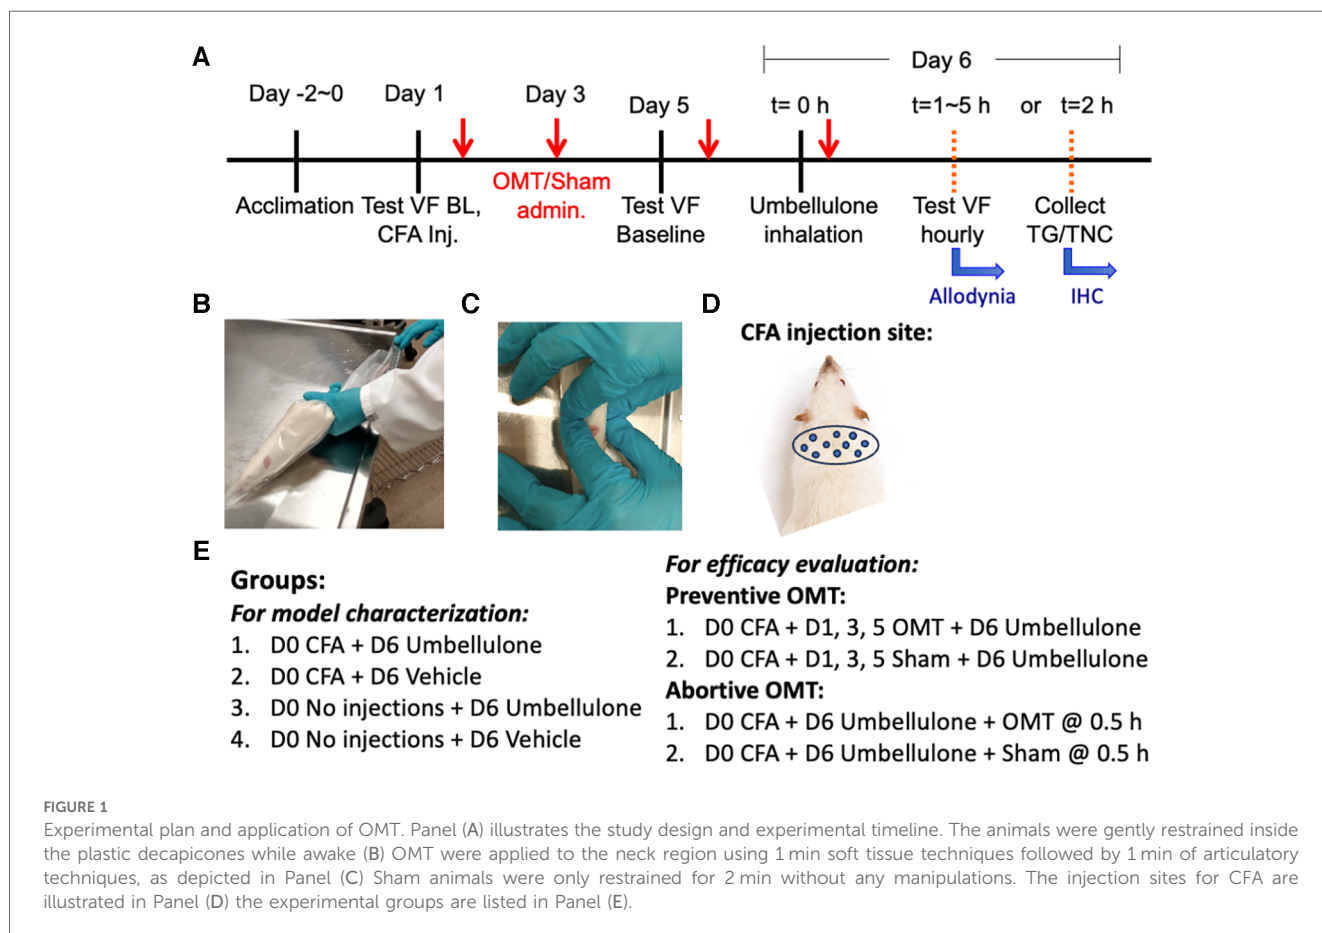 A
Day 6
Day -2~0
Day 1
Day 3
Day 5
t= 0 h
t=1~5 h or t=2 h
OMT/Sham
admin.
Acclimation
Test VF BL,
CFA Inj.
Test VF
Baseline
Umbellulone
inhalation
Test VF
hourly
Collect
TG/TNC
Allodynia
IHC
B
C
D
CFA injection site:
E
Groups:
For model characterization:
1. D0 CFA + D6 Umbellulone
2. D0 CFA + D6 Vehicle
3. D0 No injections + D6 Umbellulone
4. D0 No injections + D6 Vehicle
For efficacy evaluation:
Preventive OMT:
1. D0 CFA + D1, 3, 5 OMT + D6 Umbellulone
2. D0 CFA + D1, 3, 5 Sham + D6 Umbellulone
Abortive OMT:
1. D0 CFA + D6 Umbellulone + OMT @ 0.5 h
2. D0 CFA + D6 Umbellulone + Sham @ 0.5 h
FIGURE 1
Experimental plan and application of OMT. Panel (A) illustrates the study design and experimental timeline. The animals were gently restrained inside
the plastic decapicones while awake (B) OMT were applied to the neck region using 1 min soft tissue techniques followed by 1 min of articulatory
techniques, as depicted in Panel (C) Sham animals were only restrained for 2 min without any manipulations. The injection sites for CFA are
illustrated in Panel (D) the experimental groups are listed in Panel (E).